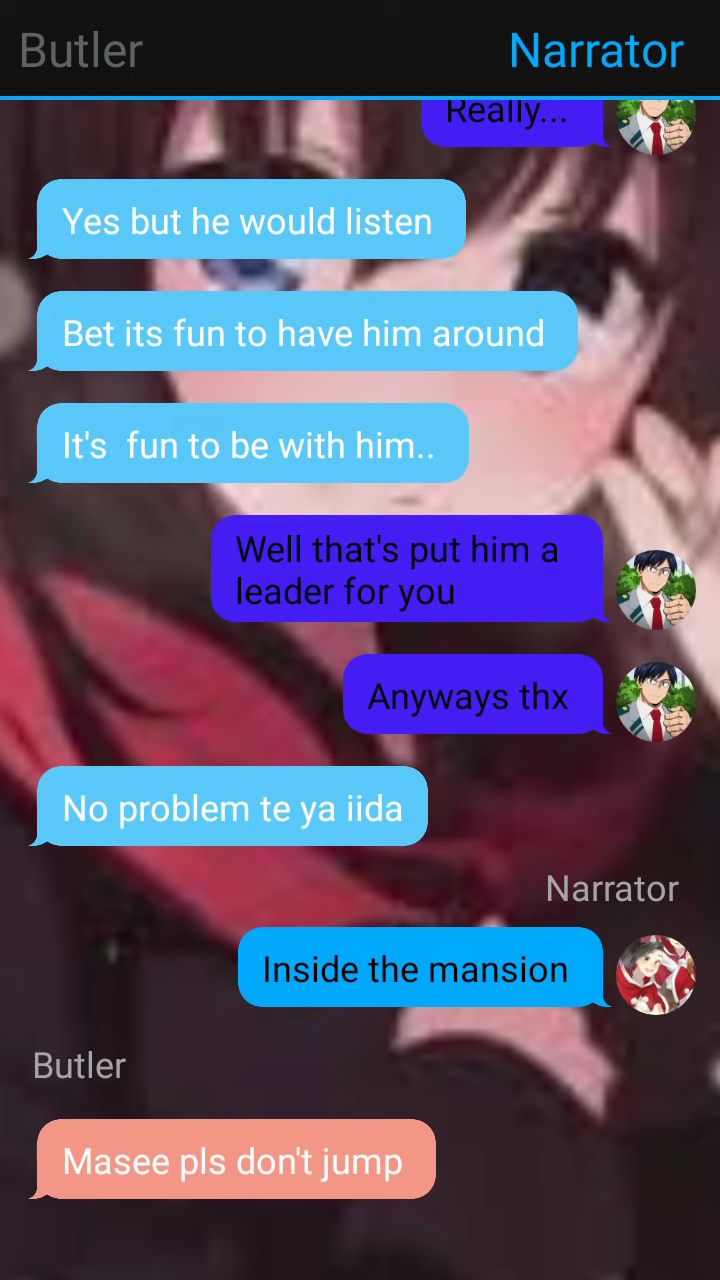 Butler
Narrator
Really...
Yes but he would listen
Bet its fun to have him around
It's  fun to be with him..
Well that's put him a
leader for you
Anyways thx
No problem te ya iida
Narrator
Inside the mansion
Butler
Masee pls don't jump